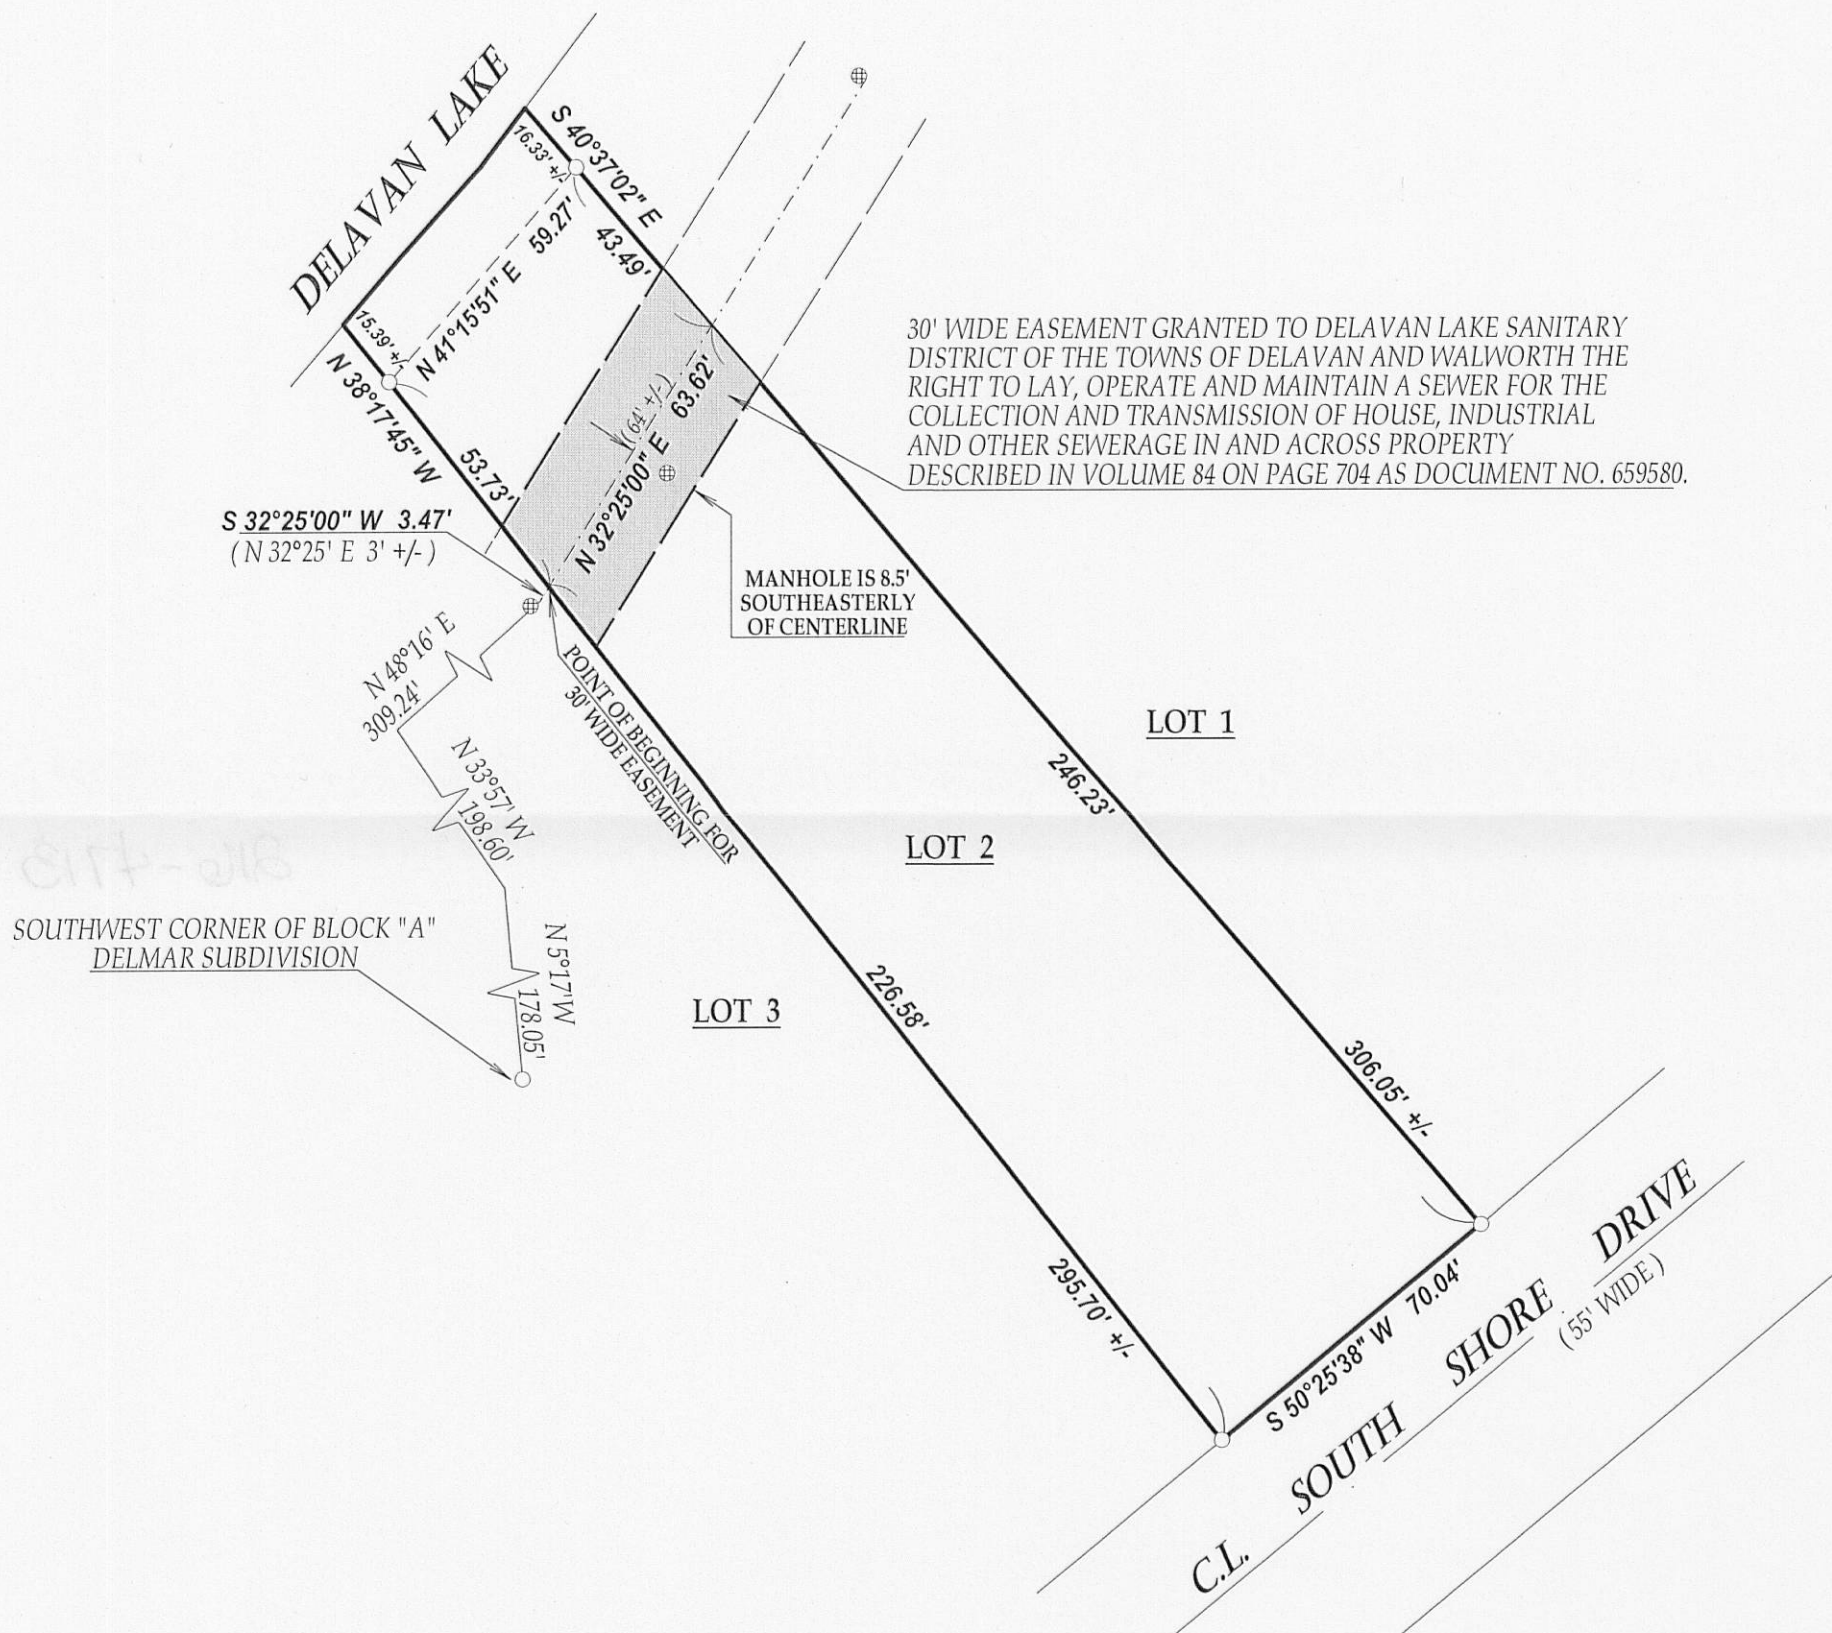 DELAVAN LAKE
S 40°37'02" E
16.33' +/-
N 41°15'51" E 59.27'
43.49'
15.39' +/-
N 38°17'45" W
53.73'
(64' +/-)
N 32°25'00" E 63.62'
30' WIDE EASEMENT GRANTED TO DELAVAN LAKE SANITARY
DISTRICT OF THE TOWNS OF DELAVAN AND WALWORTH THE
RIGHT TO LAY, OPERATE AND MAINTAIN A SEWER FOR THE
COLLECTION AND TRANSMISSION OF HOUSE, INDUSTRIAL
AND OTHER SEWERAGE IN AND ACROSS PROPERTY
DESCRIBED IN VOLUME 84 ON PAGE 704 AS DOCUMENT NO. 659580.
S 32°25'00" W 3.47'
( N 32°25' E 3' +/- )
MANHOLE IS 8.5'
SOUTHEASTERLY
OF CENTERLINE
N 48°16' E
309.24'
POINT OF BEGINNING FOR
30' WIDE EASEMENT
N 33°57' W
198.60'
LOT 1
246.23'
LOT 2
SOUTHWEST CORNER OF BLOCK "A"
DELMAR SUBDIVISION
N 5°17'W
178.05'
LOT 3
226.58'
306.05' +/-
295.70' +/-
S 50°25'38" W 70.04'
C.L. SOUTH SHORE DRIVE
( 55' WIDE )